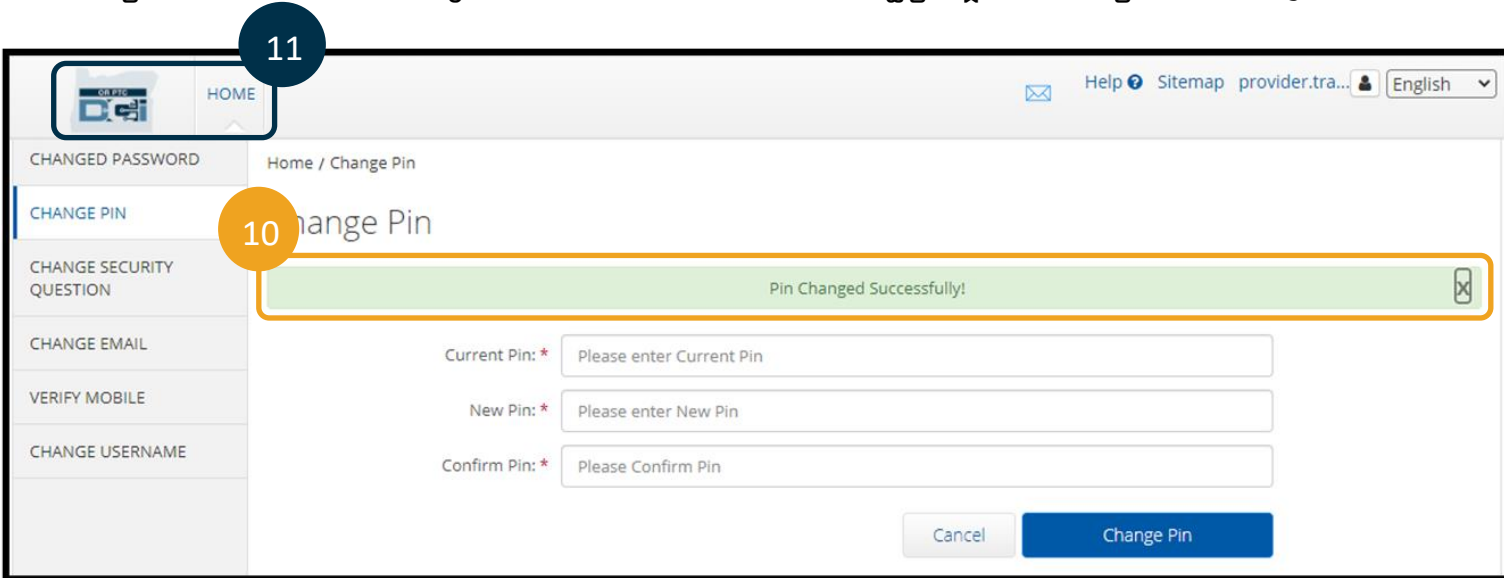 11
OR PTC
DCi
HOME
Help ? Sitemap provider.tra... English
CHANGED PASSWORD
Home / Change Pin
CHANGE PIN
10
hange Pin
CHANGE SECURITY
QUESTION
Pin Changed Successfully!
X
CHANGE EMAIL
Current Pin: * Please enter Current Pin
VERIFY MOBILE
New Pin: * Please enter New Pin
CHANGE USERNAME
Confirm Pin: * Please Confirm Pin
Cancel
Change Pin